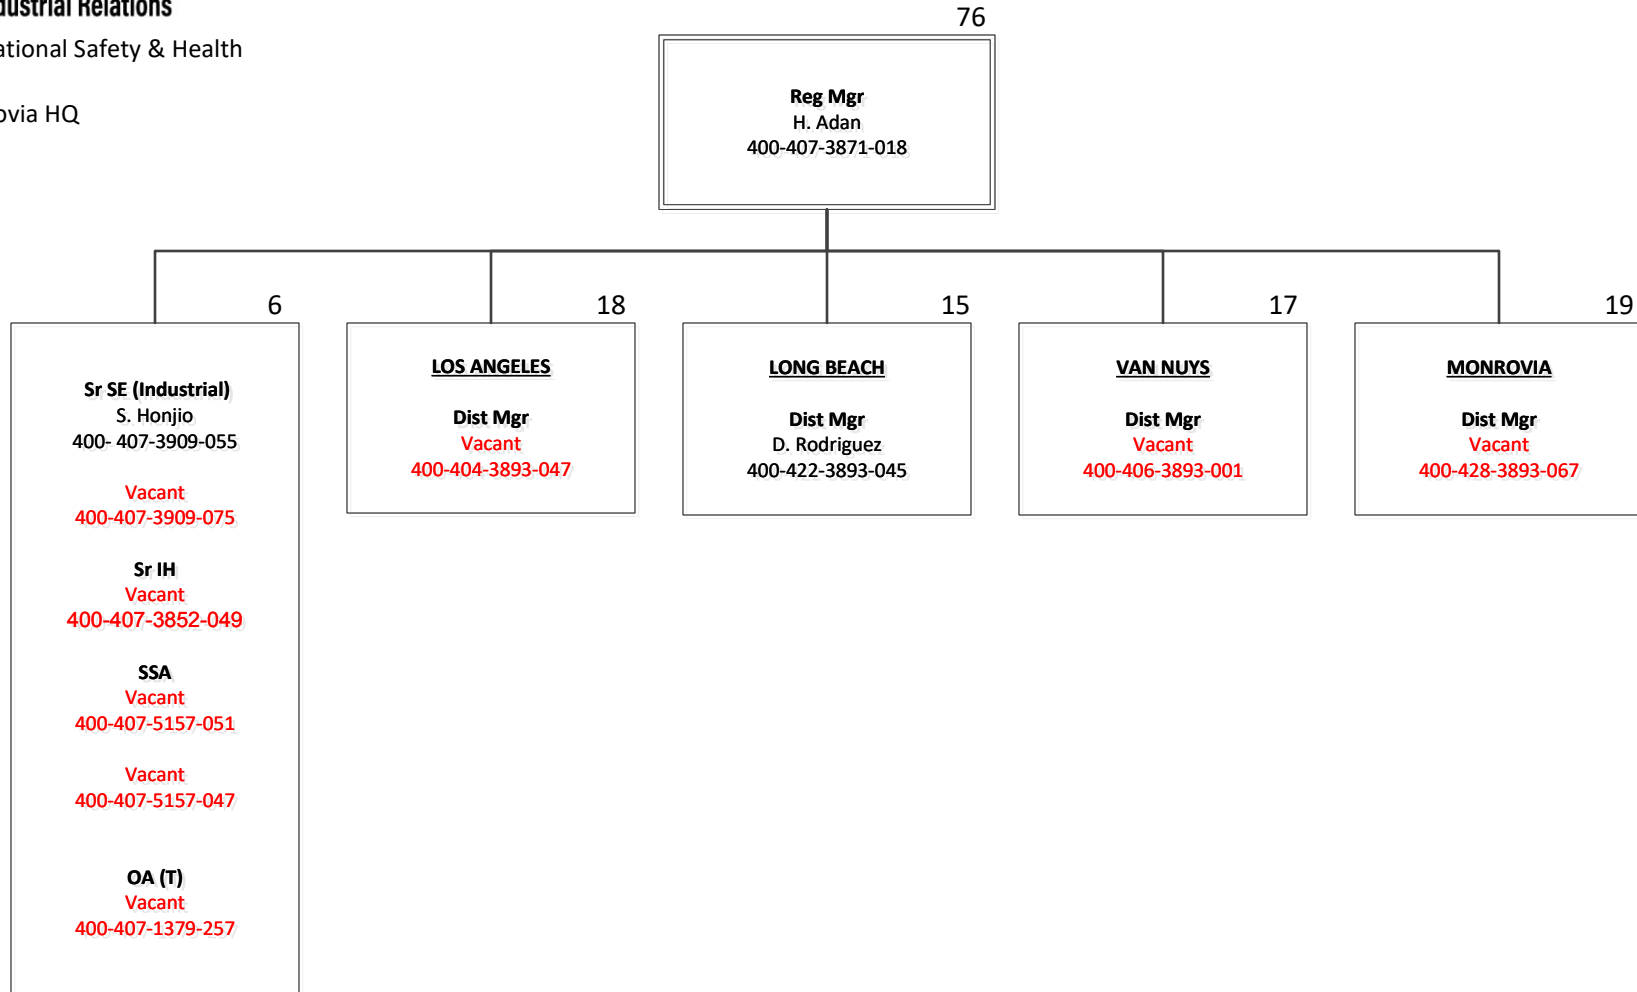 dustrial Relations
ational Safety & Health
ovia HQ
76
Reg Mgr
H. Adan
400-407-3871-018
6
Sr SE (Industrial)
S. Honjio
400- 407-3909-055
Vacant
400-407-3909-075
Sr IH
Vacant
400-407-3852-049
SSA
Vacant
400-407-5157-051
Vacant
400-407-5157-047
OA (T)
Vacant
400-407-1379-257
18
LOS ANGELES
Dist Mgr
Vacant
400-404-3893-047
15
LONG BEACH
Dist Mgr
D. Rodriguez
400-422-3893-045
17
VAN NUYS
Dist Mgr
Vacant
400-406-3893-001
19
MONROVIA
Dist Mgr
Vacant
400-428-3893-067